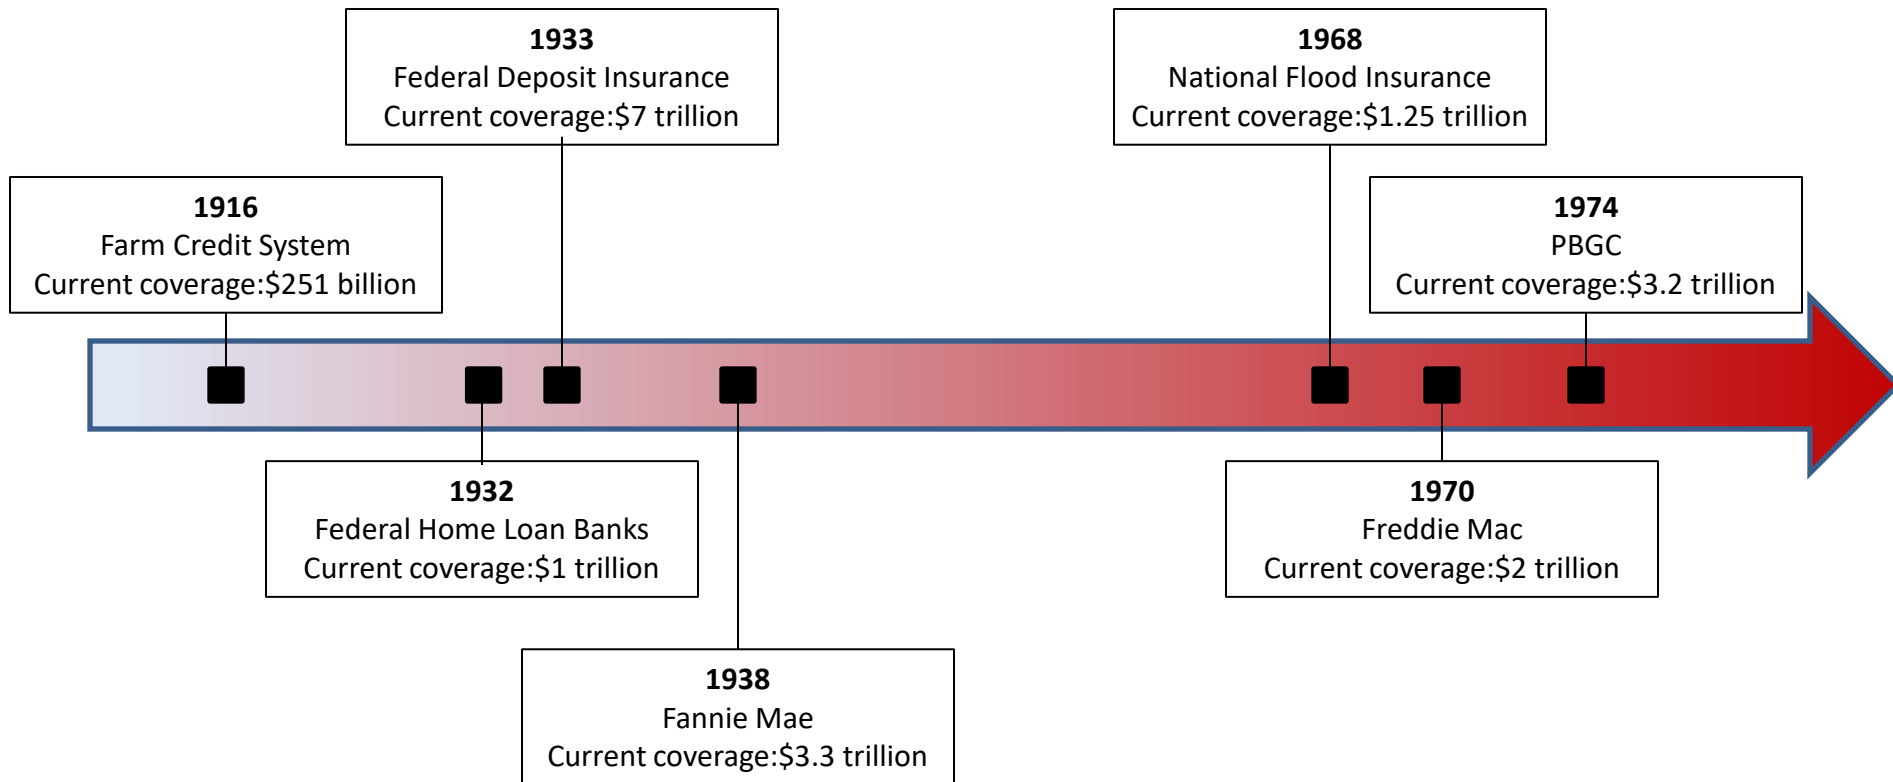 1933
Federal Deposit Insurance
Current coverage:$7 trillion
1968
National Flood Insurance
Current coverage:$1.25 trillion
1916
Farm Credit System
Current coverage:$251 billion
1974
PBGC
Current coverage:$3.2 trillion
1932
Federal Home Loan Banks
Current coverage:$1 trillion
1970
Freddie Mac
Current coverage:$2 trillion
1938
Fannie Mae
Current coverage:$3.3 trillion